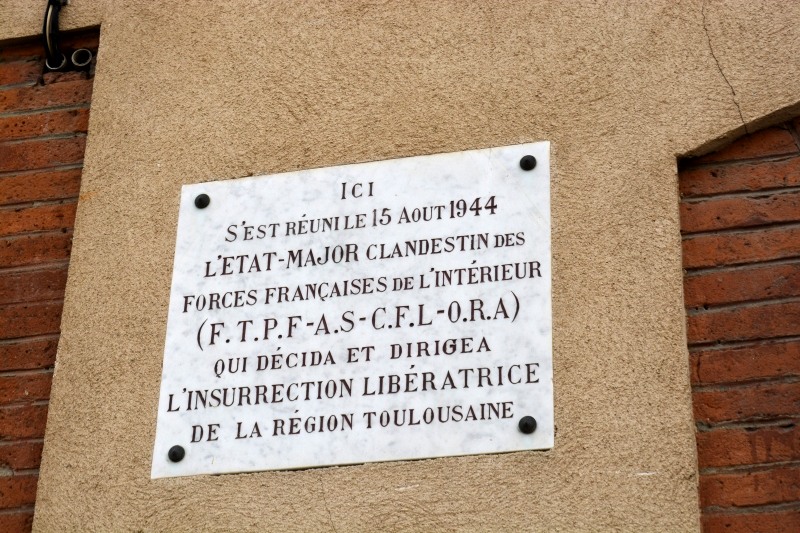 ICI
S'EST RÉUNI LE 15 AOUT 1944
L'ETAT-MAJOR CLANDESTIN DES
FORCES FRANÇAISES DE L'INTÉRIEUR
(F.T.P.F-A.S-C.F.L-O.R.A)
QUI DÉCIDA ET DIRIGEA
L'INSURRECTION LIBÉRATRICE
DE LA RÉGION TOULOUSAINE